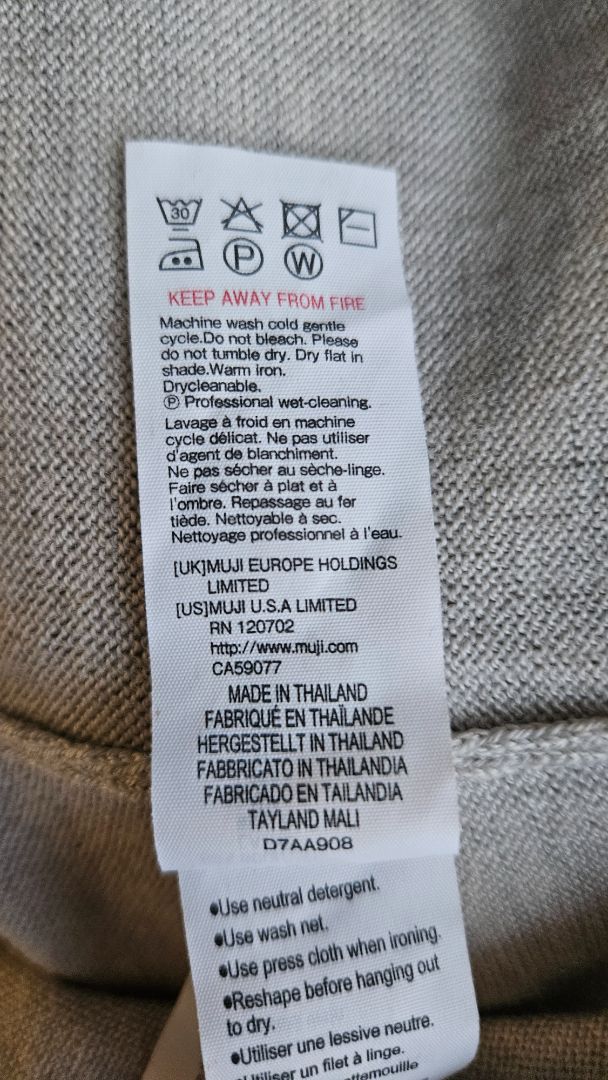 30
P W
KEEP AWAY FROM FIRE
Machine wash cold gentle
cycle.Do not bleach. Please
do not tumble dry. Dry flat in
shade.Warm iron.
Drycleanable.
Ⓟ Professional wet-cleaning.
Lavage à froid en machine
cycle délicat. Ne pas utiliser
d'agent de blanchiment.
Ne pas sécher au sèche-linge.
Faire sécher à plat et à
l'ombre. Repassage au fer
tiède. Nettoyable à sec.
Nettoyage professionnel à l'eau.
[UK]MUJI EUROPE HOLDINGS
LIMITED
[US]MUJI U.S.A LIMITED
RN 120702
http://www.muji.com
CA59077
MADE IN THAILAND
FABRIQUÉ EN THAÏLANDE
HERGESTELLT IN THAILAND
FABBRICATO IN THAILANDIA
FABRICADO EN TAILANDIA
TAYLAND MALI
D7AA908
●Use neutral detergent.
●Use wash net.
●Use press cloth when ironing.
●Reshape before hanging out
to dry.
●Utiliser une lessive neutre.
●Utiliser un filet à linge.